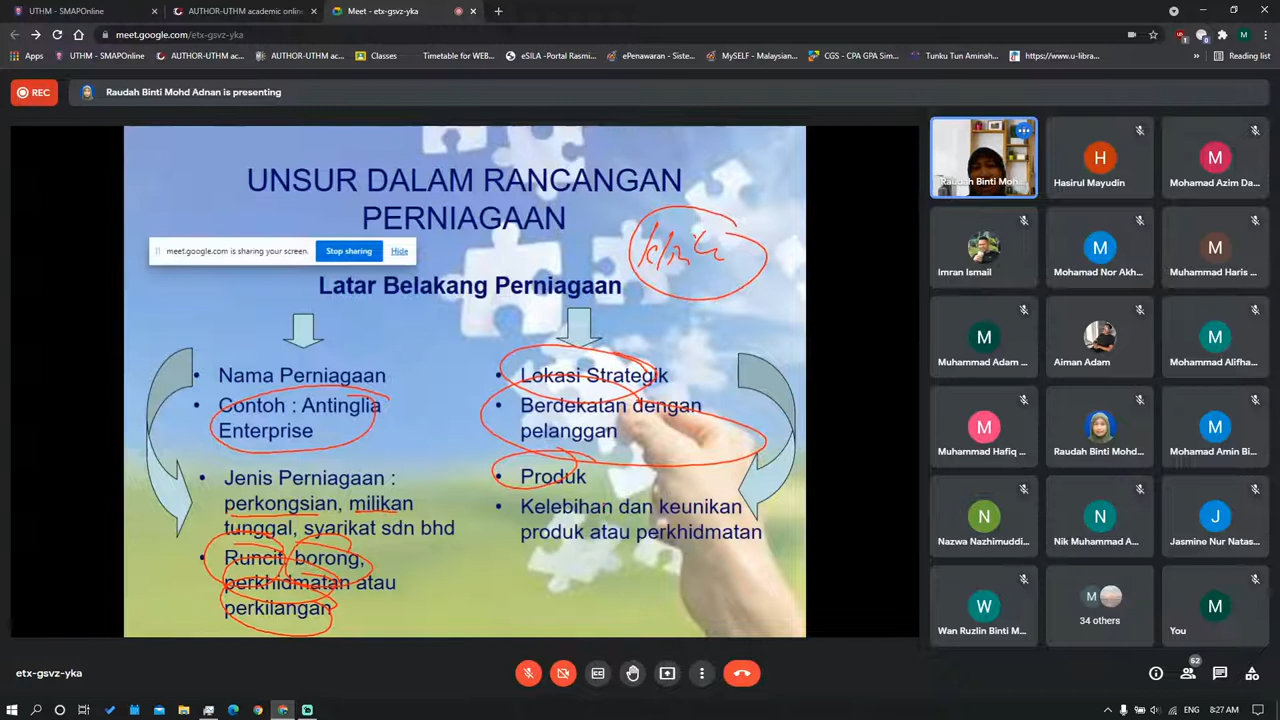 UTHM - SMAPOnline
AUTHOR-UTHM academic onlin
Meet - etx-gsvz-yka
meet.google.com/etx-gsvz-yka
Apps
UTHM - SMAPOnline
AUTHOR-UTHM ac...
AUTHOR-UTHM ac...
Classes
Timetable for WEB...
eSILA -Portal Rasmi...
ePenawaran - Siste...
MySELF - Malaysian...
CGS - CPA GPA Sim...
Tunku Tun Aminah...
https://www.u-libra...
»
Reading list
REC
Raudah Binti Mohd Adnan is presenting
UNSUR DALAM RANCANGAN
PERNIAGAAN
meet.google.com is sharing your screen.
Stop sharing
Hide
Latar Belakang Perniagaan
• Nama Perniagaan
• Contoh : Antinglia
Enterprise
• Jenis Perniagaan :
perkongsian, milikan
tunggal, syarikat sdn bhd
• Runcit, borong,
perkhidmatan atau
perkilangan
• Lokasi Strategik
• Berdekatan dengan
pelanggan
• Produk
• Kelebihan dan keunikan
produk atau perkhidmatan
Raudah Binti Moh...
H
Hasirul Mayudin
M
Mohamad Azim Da...
Imran Ismail
M
Mohamad Nor Akh...
M
Muhammad Haris ...
M
Muhammad Adam ...
Aiman Adam
M
Mohamad Alifha...
M
Muhammad Hafiq ...
Raudah Binti Mohd...
M
Mohamad Amin Bi...
N
Nazwa Nazhimuddi...
N
Nik Muhammad A...
J
Jasmine Nur Natas...
W
Wan Ruzlin Binti M...
M
34 others
M
You
etx-gsvz-yka
52
ENG
8:27 AM